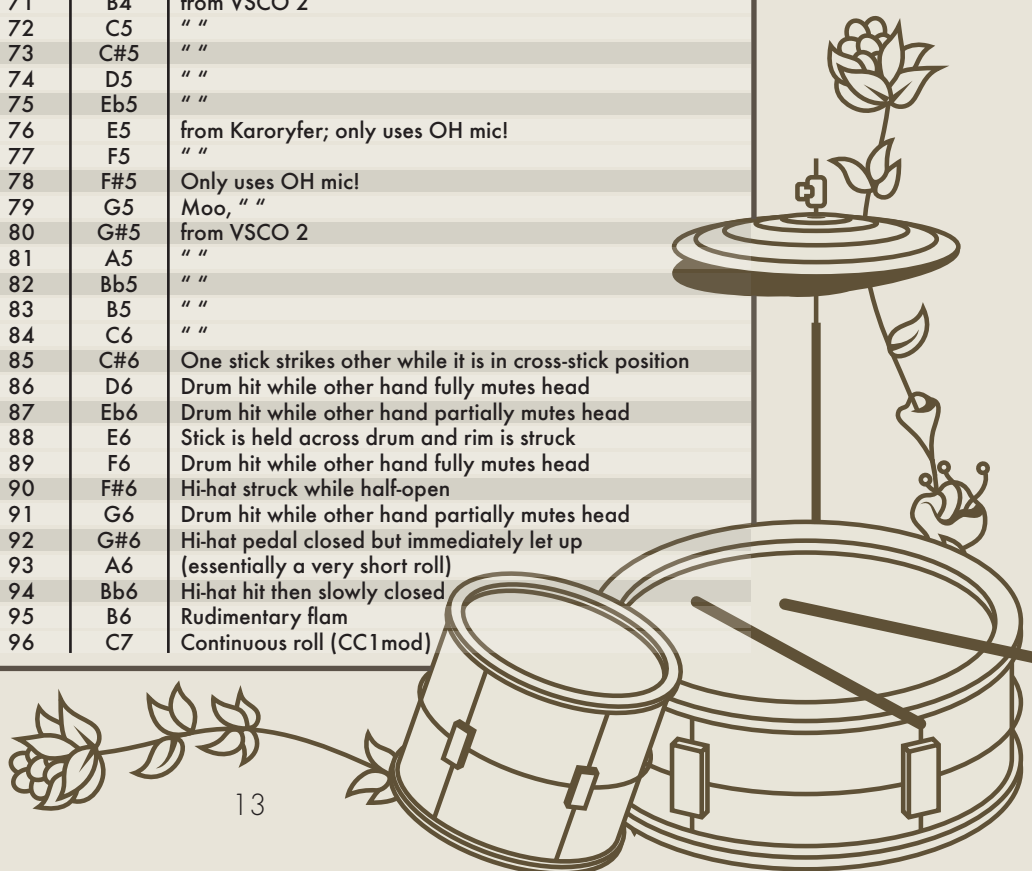 71 B4 from VSCO 2
72 C5 “ “
73 C#5 “ “
74 D5 “ “
75 Eb5 “ “
76 E5 from Karoryfer; only uses OH mic!
77 F5 “ “
78 F#5 Only uses OH mic!
79 G5 Moo, “ “
80 G#5 from VSCO 2
81 A5 “ “
82 Bb5 “ “
83 B5 “ “
84 C6 “ “
85 C#6 One stick strikes other while it is in cross-stick position
86 D6 Drum hit while other hand fully mutes head
87 Eb6 Drum hit while other hand partially mutes head
88 E6 Stick is held across drum and rim is struck
89 F6 Drum hit while other hand fully mutes head
90 F#6 Hi-hat struck while half-open
91 G6 Drum hit while other hand partially mutes head
92 G#6 Hi-hat pedal closed but immediately let up
93 A6 (essentially a very short roll)
94 Bb6 Hi-hat hit then slowly closed
95 B6 Rudimentary flam
96 C7 Continuous roll (CC1mod)
13